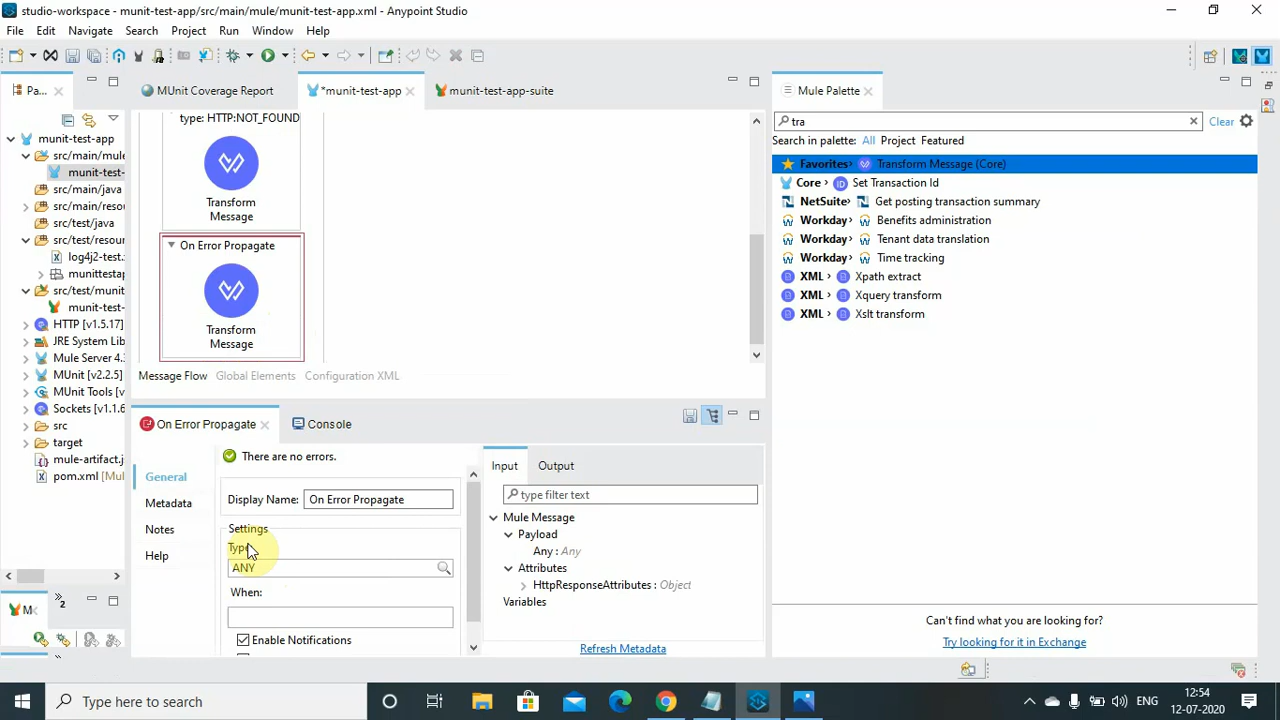 studio-workspace - munit-test-app/src/main/mule/munit-test-app.xml - Anypoint Studio
File Edit Navigate Search Project Run Window Help
Pa...
MUnit Coverage Report
*munit-test-app
munit-test-app-suite
Mule Palette
tra
Clear
Search in palette: All Project Featured
Favorites> Transform Message (Core)
Core > Set Transaction Id
NetSuite> Get posting transaction summary
Workday> Benefits administration
Workday> Tenant data translation
Workday> Time tracking
XML > Xpath extract
XML > Xquery transform
XML > Xslt transform
Can't find what you are looking for?
Try looking for it in Exchange
munit-test-app
src/main/mule
munit-test-
src/main/java
src/main/reso
src/test/java
src/test/resour
log4j2-test.
munittestap
src/test/munit
munit-test-
HTTP [v1.5.17]
JRE System Lib
Mule Server 4.
MUnit [v2.2.5]
MUnit Tools [v
Sockets [v1.1.6
src
target
mule-artifact.j
pom.xml [Mul
type: HTTP:NOT_FOUND
Transform
Message
On Error Propagate
Transform
Message
Message Flow Global Elements Configuration XML
On Error Propagate
Console
General
Metadata
Notes
Help
There are no errors.
Display Name: On Error Propagate
Settings
Type
ANY
When:
Enable Notifications
Input Output
type filter text
Mule Message
Payload
Any : Any
Attributes
HttpResponseAttributes : Object
Variables
Refresh Metadata
»2
Type here to search
ENG
12:54
12-07-2020